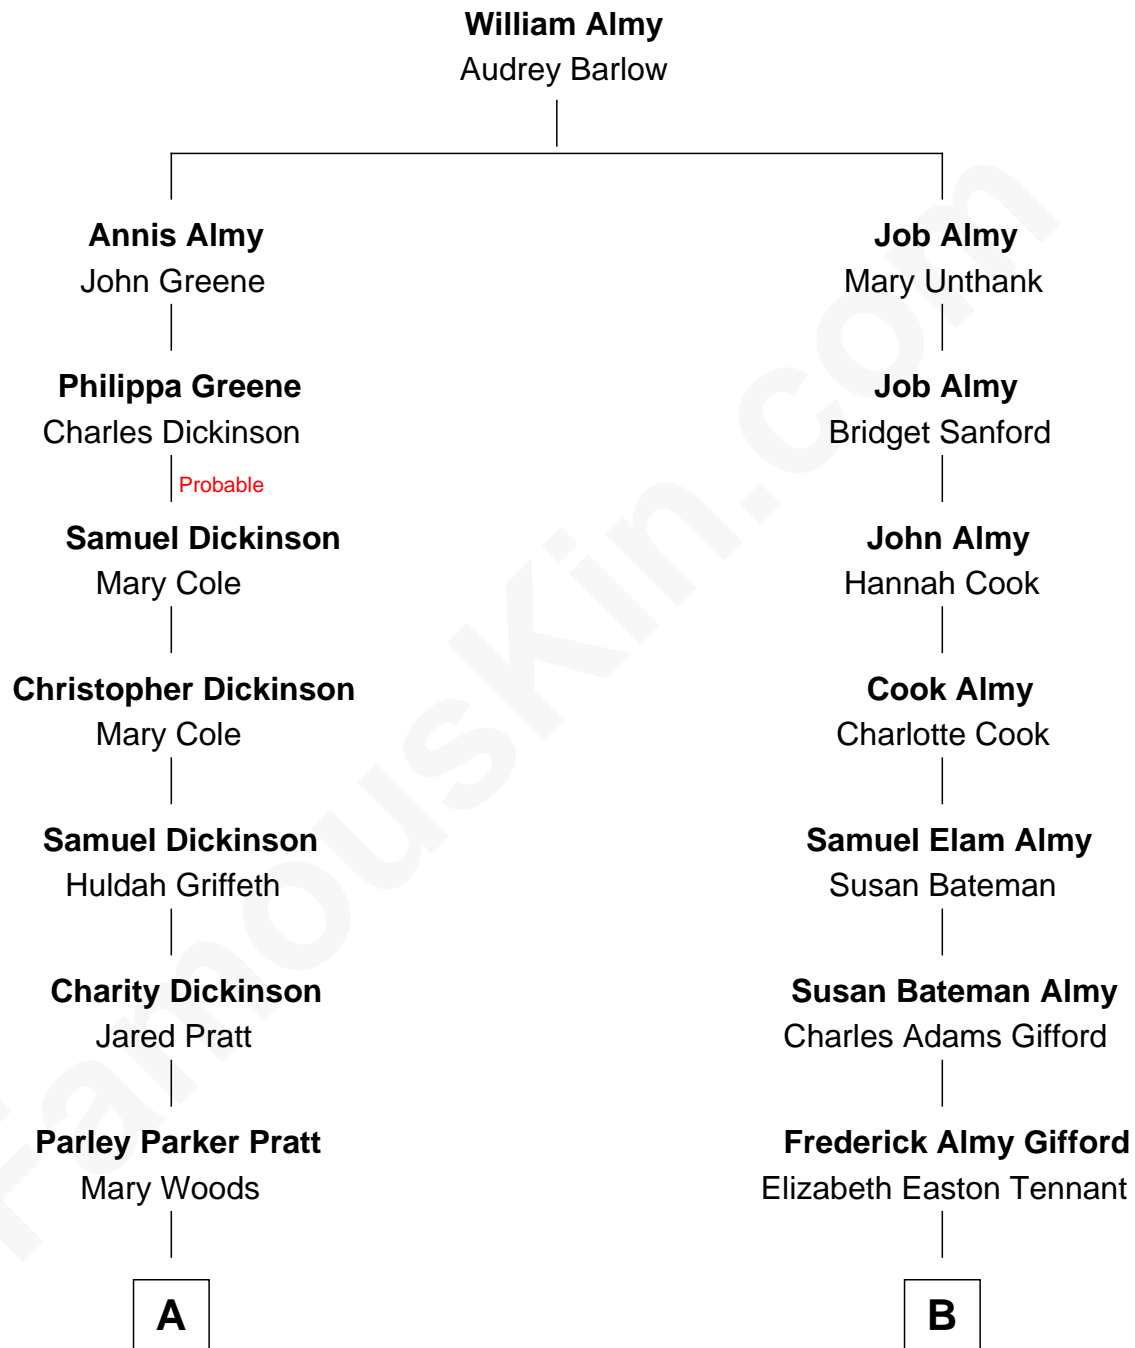 William Almy
Audrey Barlow
Annis Almy
John Greene
Job Almy
Mary Unthank
Philippa Greene
Charles Dickinson
Job Almy
Bridget Sanford
Probable
Samuel Dickinson
Mary Cole
John Almy
Hannah Cook
Christopher Dickinson
Mary Cole
Cook Almy
Charlotte Cook
Samuel Dickinson
Huldah Griffeth
Samuel Elam Almy
Susan Bateman
Charity Dickinson
Jared Pratt
Susan Bateman Almy
Charles Adams Gifford
Parley Parker Pratt
Mary Woods
Frederick Almy Gifford
Elizabeth Easton Tennant
A
B
FamousKin.com